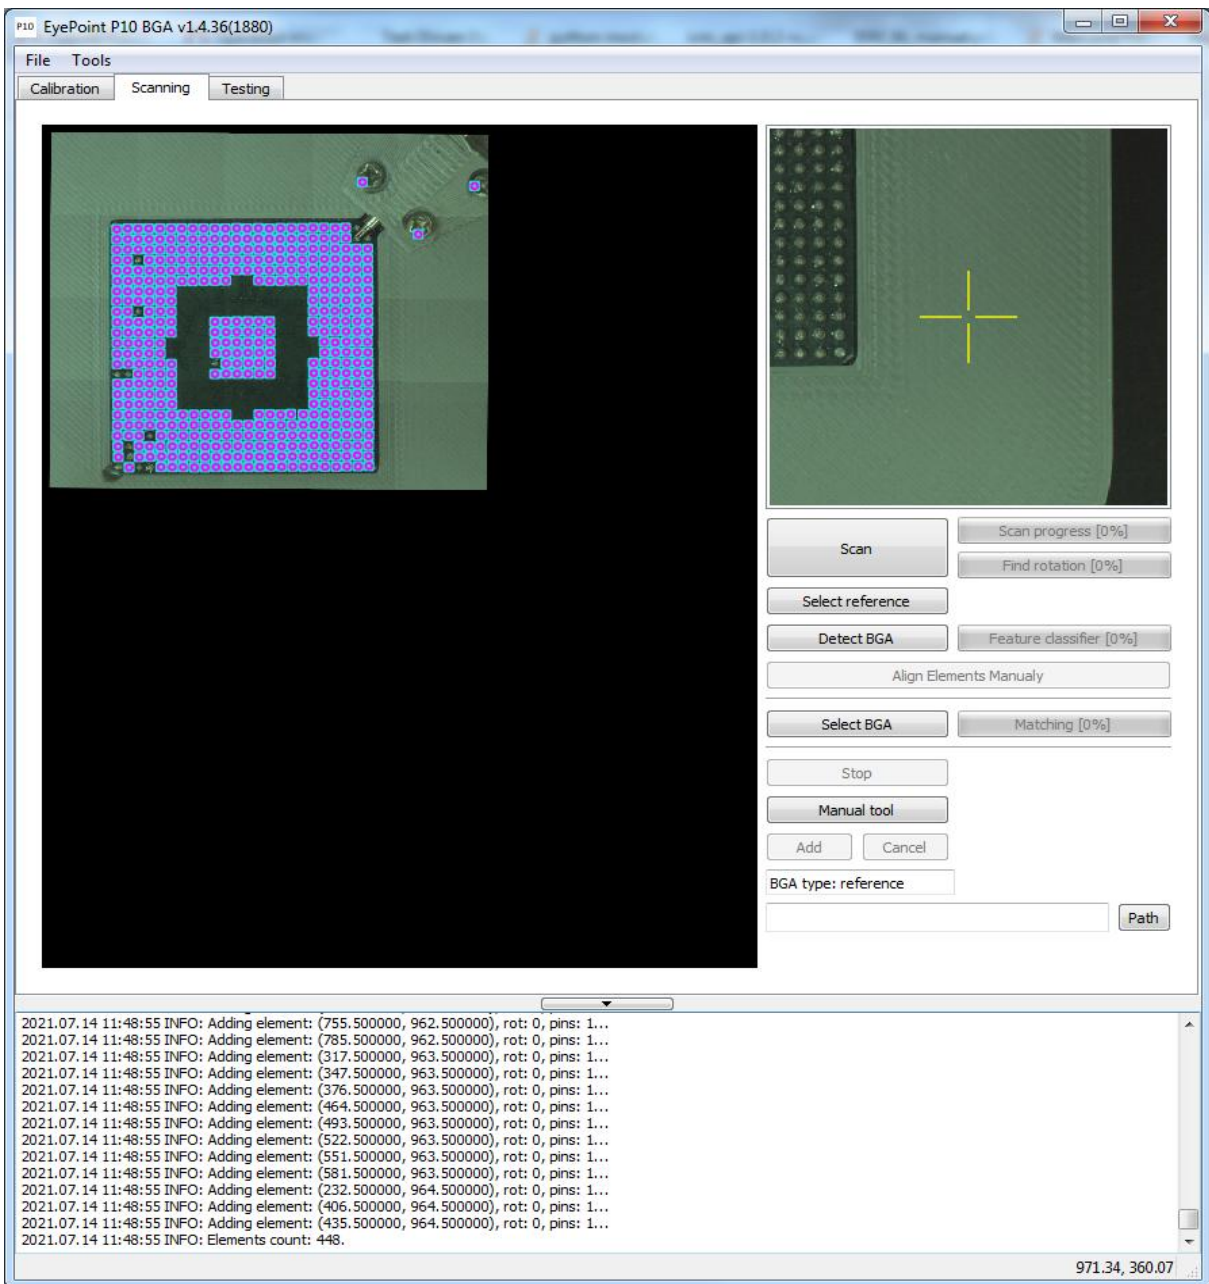 P10 EyePoint P10 BGA v1.4.36(1880)
File Tools
Calibration Scanning Testing
Scan
Scan progress [0%]
Find rotation [0%]
Select reference
Detect BGA
Feature classifier [0%]
Align Elements Manualy
Select BGA
Matching [0%]
Stop
Manual tool
Add Cancel
BGA type: reference
Path
2021.07.14 11:48:55 INFO: Adding element: (755.500000, 962.500000), rot: 0, pins: 1...
2021.07.14 11:48:55 INFO: Adding element: (785.500000, 962.500000), rot: 0, pins: 1...
2021.07.14 11:48:55 INFO: Adding element: (317.500000, 963.500000), rot: 0, pins: 1...
2021.07.14 11:48:55 INFO: Adding element: (347.500000, 963.500000), rot: 0, pins: 1...
2021.07.14 11:48:55 INFO: Adding element: (376.500000, 963.500000), rot: 0, pins: 1...
2021.07.14 11:48:55 INFO: Adding element: (464.500000, 963.500000), rot: 0, pins: 1...
2021.07.14 11:48:55 INFO: Adding element: (493.500000, 963.500000), rot: 0, pins: 1...
2021.07.14 11:48:55 INFO: Adding element: (522.500000, 963.500000), rot: 0, pins: 1...
2021.07.14 11:48:55 INFO: Adding element: (551.500000, 963.500000), rot: 0, pins: 1...
2021.07.14 11:48:55 INFO: Adding element: (581.500000, 963.500000), rot: 0, pins: 1...
2021.07.14 11:48:55 INFO: Adding element: (232.500000, 964.500000), rot: 0, pins: 1...
2021.07.14 11:48:55 INFO: Adding element: (406.500000, 964.500000), rot: 0, pins: 1...
2021.07.14 11:48:55 INFO: Adding element: (435.500000, 964.500000), rot: 0, pins: 1...
2021.07.14 11:48:55 INFO: Elements count: 448.
971.34, 360.07